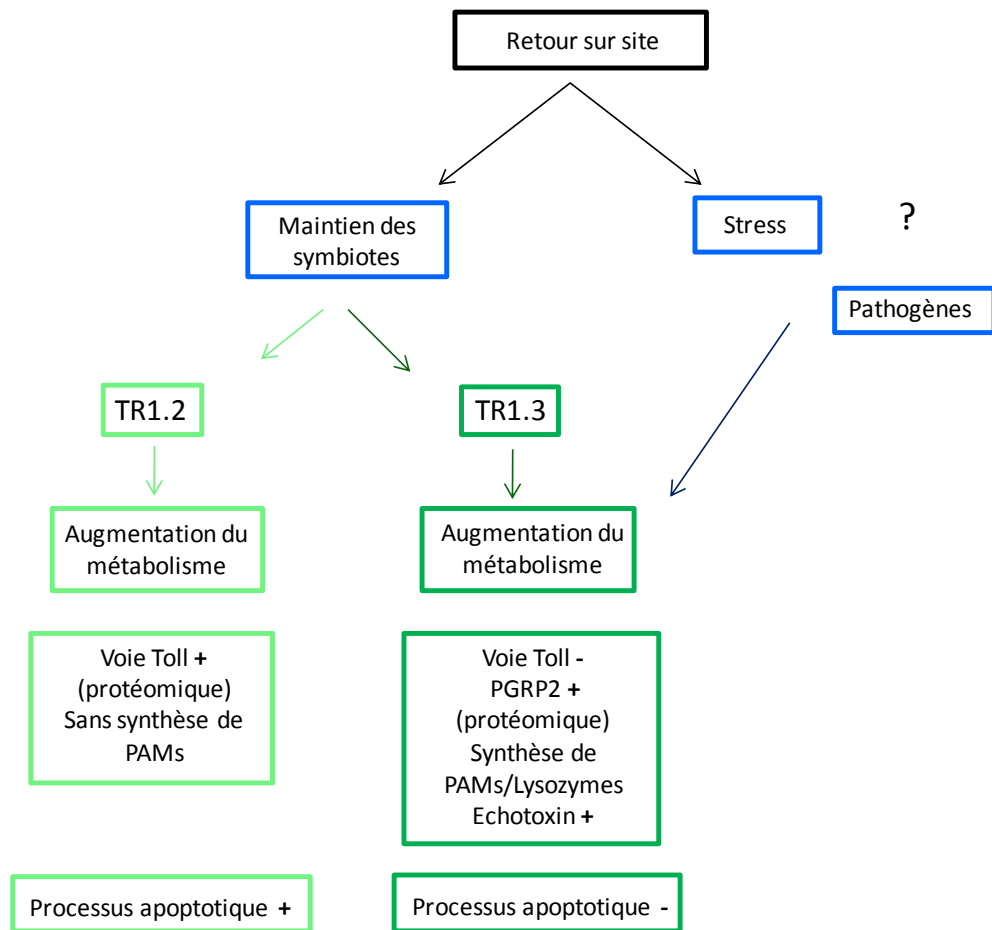 Retour sur site
Maintien des
symbiotes
Stress
?
Pathogènes
TR1.2
TR1.3
Augmentation du
métabolisme
Augmentation du
métabolisme
Voie Toll +
(protéomique)
Sans synthèse de
PAMs
Voie Toll -
PGRP2 +
(protéomique)
Synthèse de
PAMs/Lysozymes
Echotoxin +
Processus apoptotique +
Processus apoptotique -